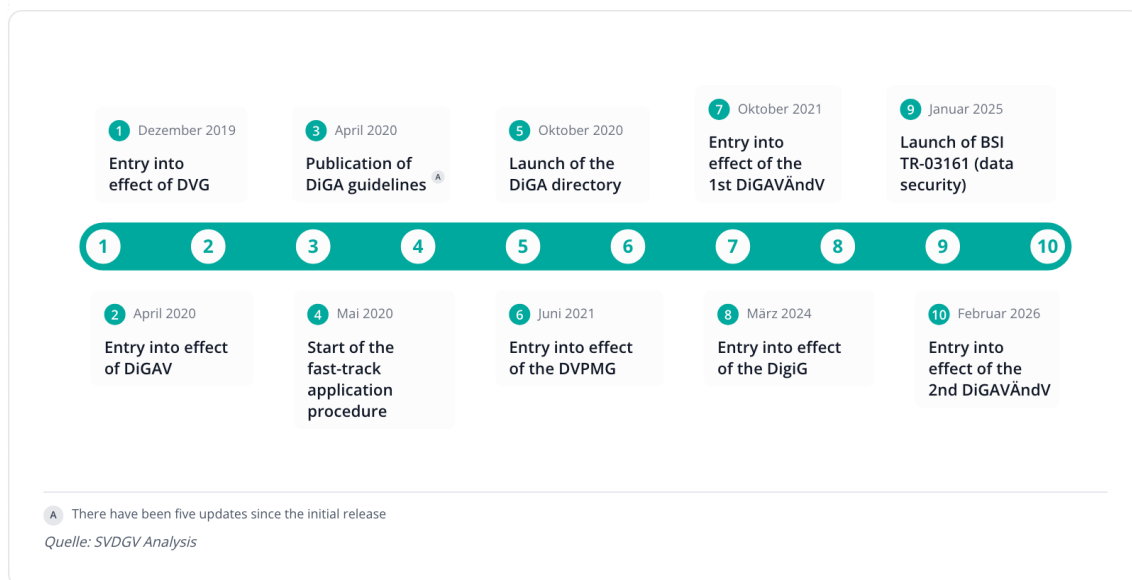 1 Dezember 2019
Entry into
effect of DVG
3 April 2020
Publication of
DiGA guidelines A
5 Oktober 2020
Launch of the
DiGA directory
7 Oktober 2021
Entry into
effect of the
1st DiGAVÄndV
9 Januar 2025
Launch of BSI
TR-03161 (data
security)
1 2 3 4 5 6 7 8 9 10
2 April 2020
Entry into effect
of DiGAV
4 Mai 2020
Start of the
fast-track
application
procedure
6 Juni 2021
Entry into effect
of the DVPMG
8 März 2024
Entry into effect
of the DigiG
10 Februar 2026
Entry into
effect of the
2nd DiGAVÄndV
A There have been five updates since the initial release
Quelle: SVDGV Analysis